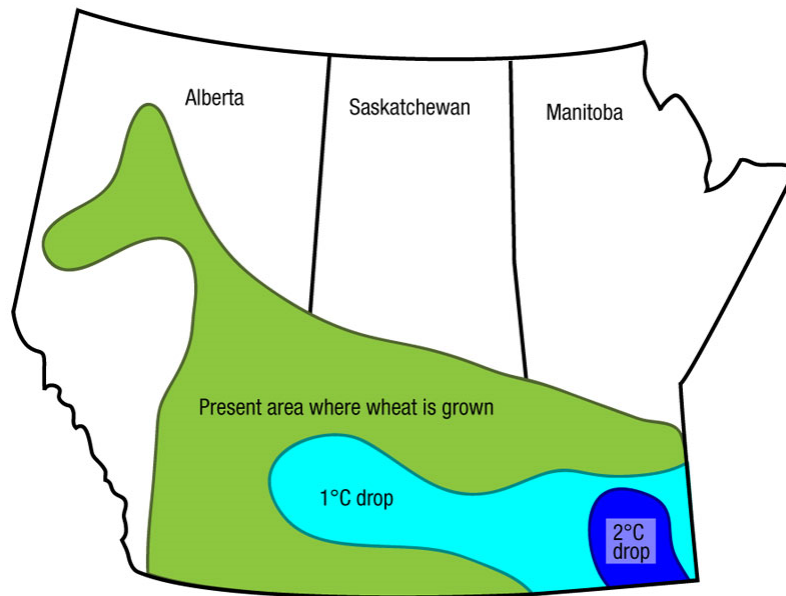 Alberta
Saskatchewan
Manitoba
Present area where wheat is grown
1°C drop
2°C
drop